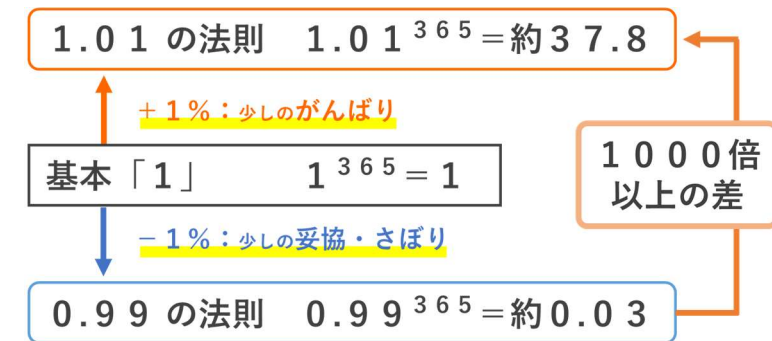 1.01 の法則　1.01³⁶⁵＝約37.8
＋1％：少しのがんばり
基本「1」　1³⁶⁵＝1
1000倍
以上の差
－1％：少しの妥協・さぼり
0.99 の法則　0.99³⁶⁵＝約0.03